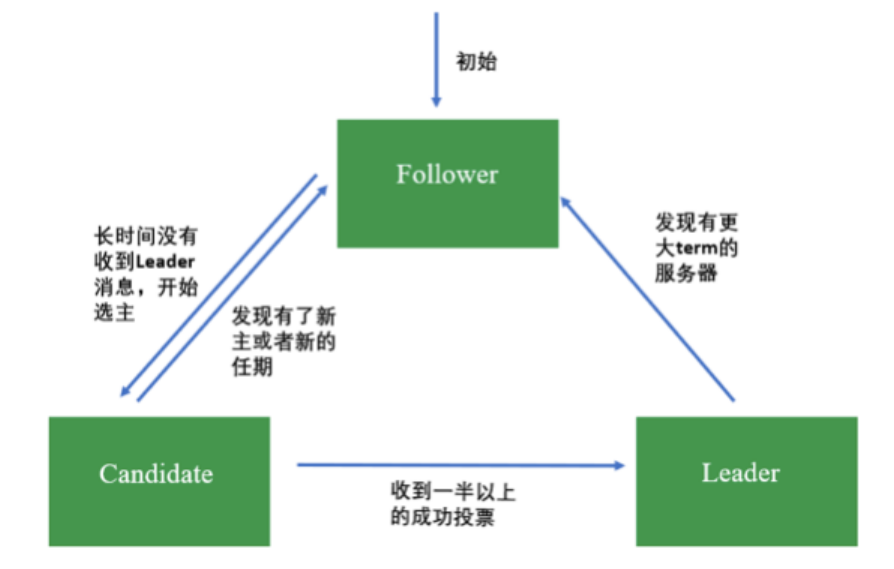 初始
Follower
长时间没有
收到Leader
消息，开始
选主
发现有了新
主或者新的
任期
发现有更
大term的
服务器
Candidate
收到一半以上
的成功投票
Leader